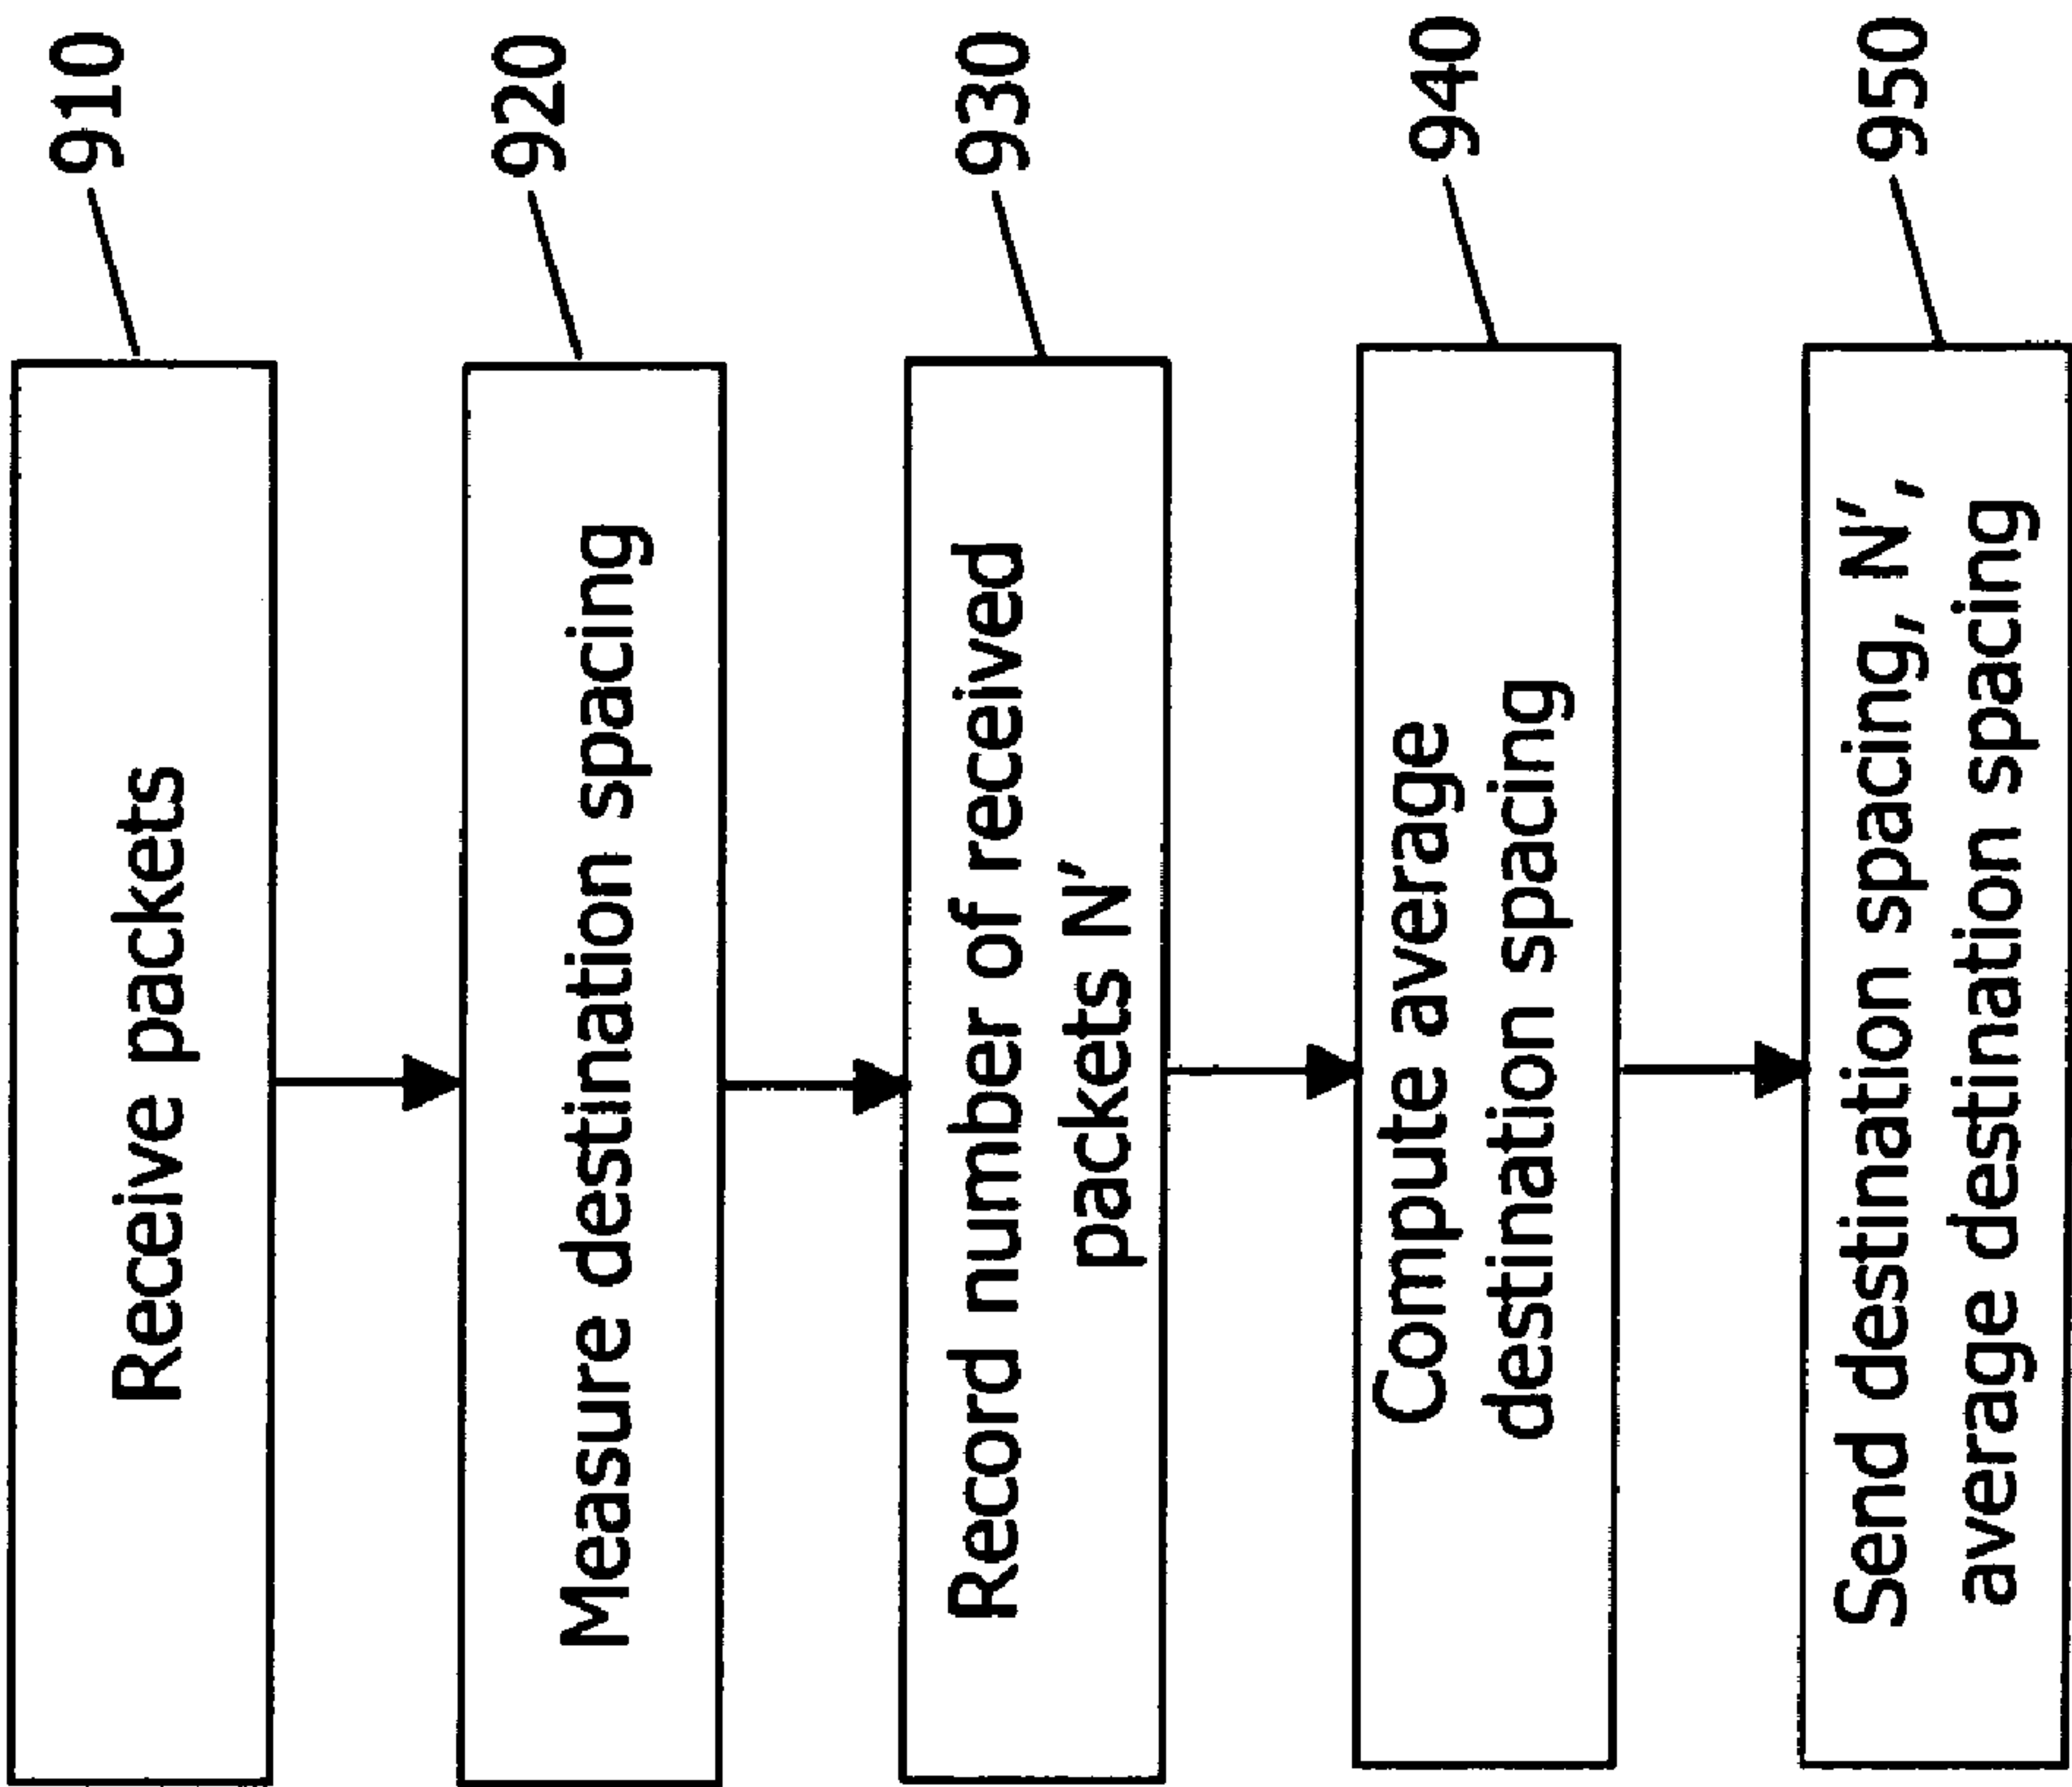 Receive packets
910
Measure destination spacing
920
Record number of received
packets N'
930
Compute average
destination spacing
940
Send destination spacing, N',
average destination spacing
950